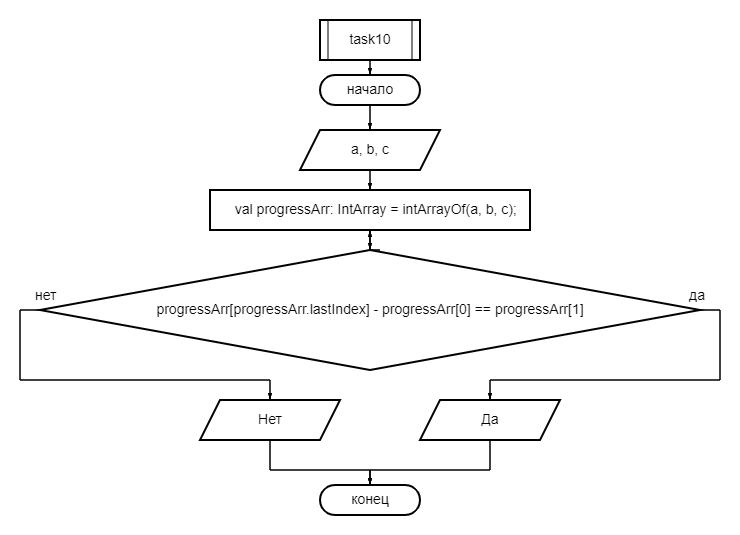 task10
начало
a, b, c
val progressArr: IntArray = intArrayOf(a, b, c);
нет
да
progressArr[progressArr.lastIndex] - progressArr[0] == progressArr[1]
Нет
Да
конец